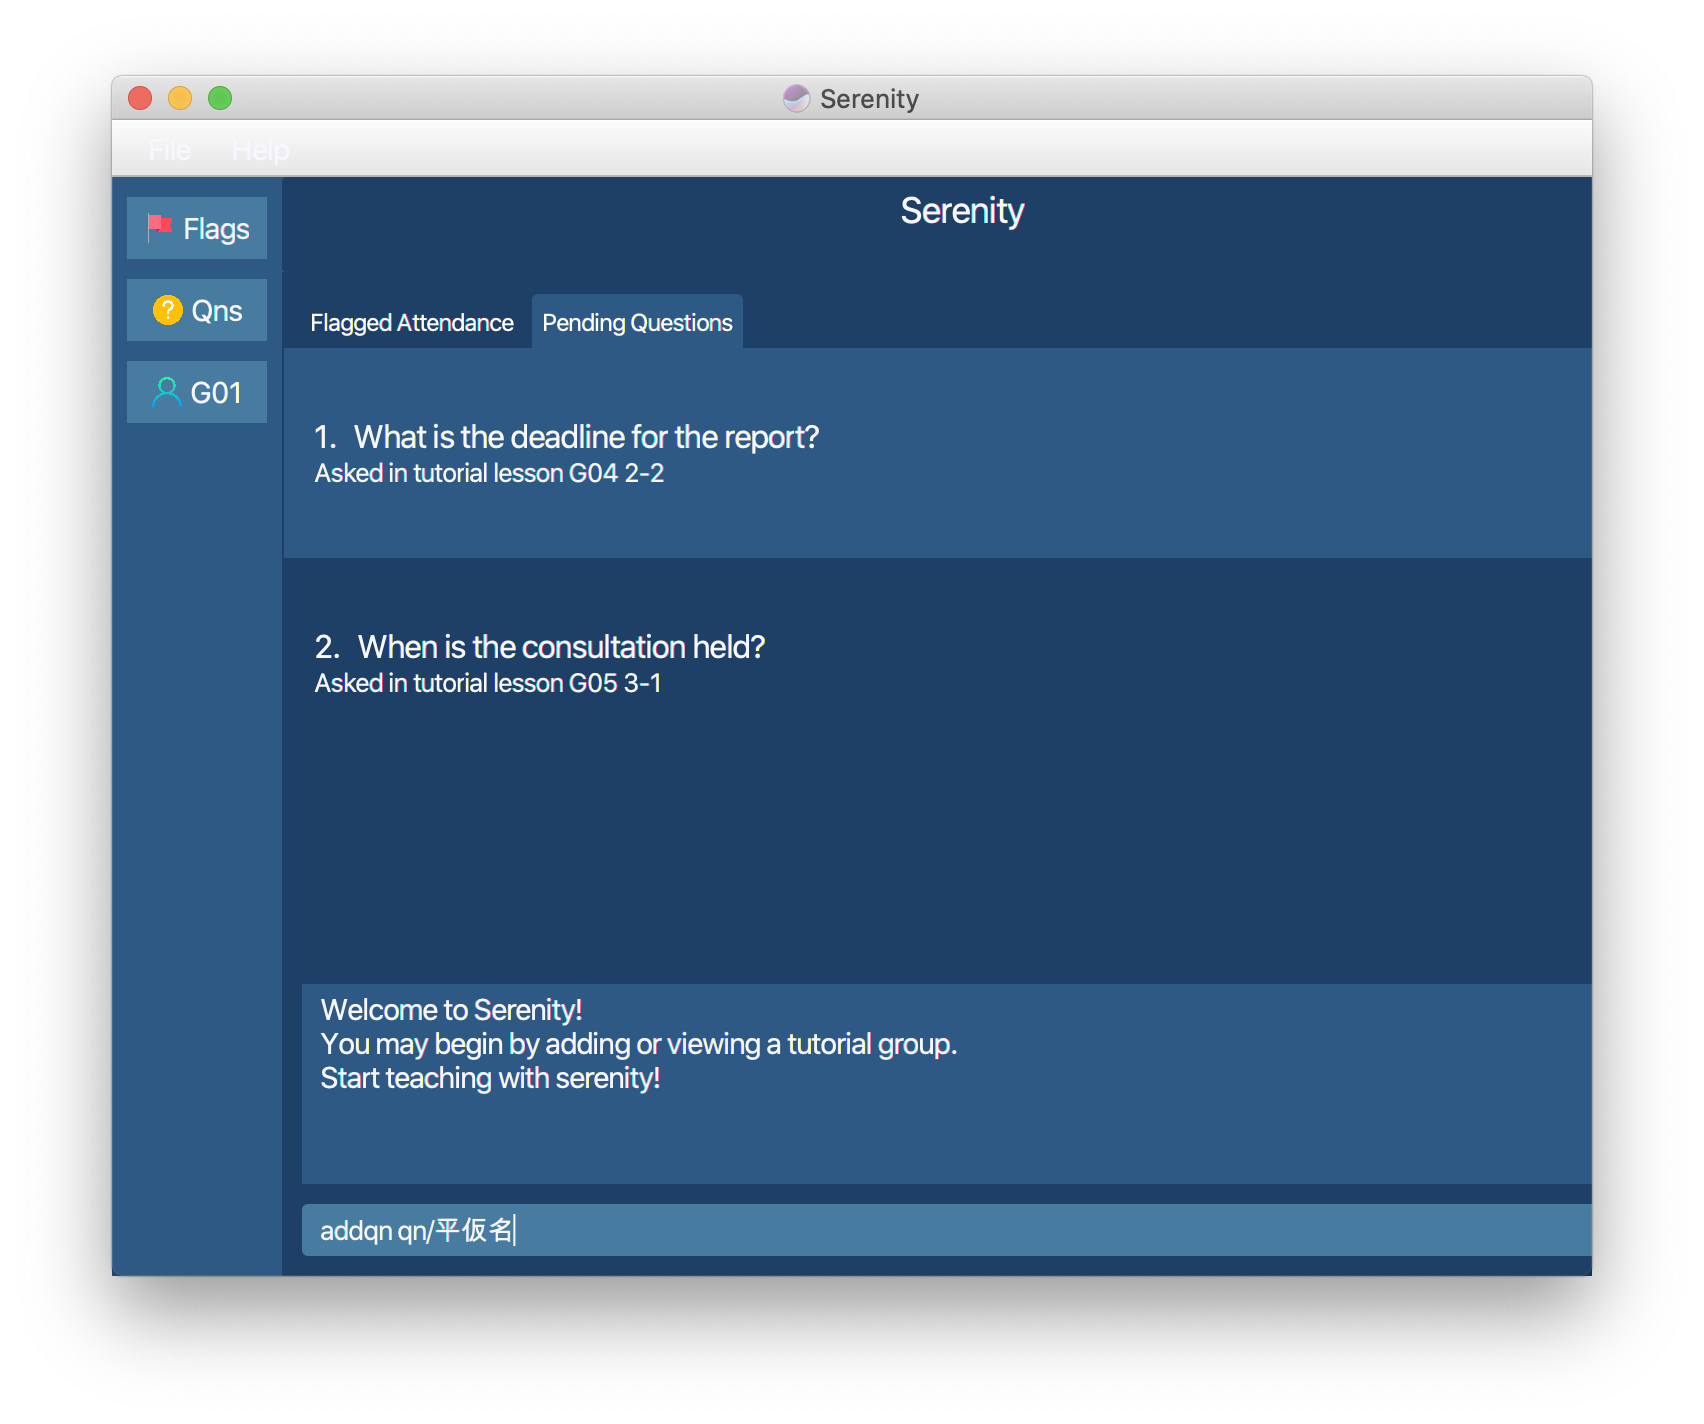 Serenity
File Help
Flags
Qns
G01
Serenity
Flagged Attendance Pending Questions
1. What is the deadline for the report?
Asked in tutorial lesson G04 2-2
2. When is the consultation held?
Asked in tutorial lesson G05 3-1
Welcome to Serenity!
You may begin by adding or viewing a tutorial group.
Start teaching with serenity!
addqn qn/平仮名